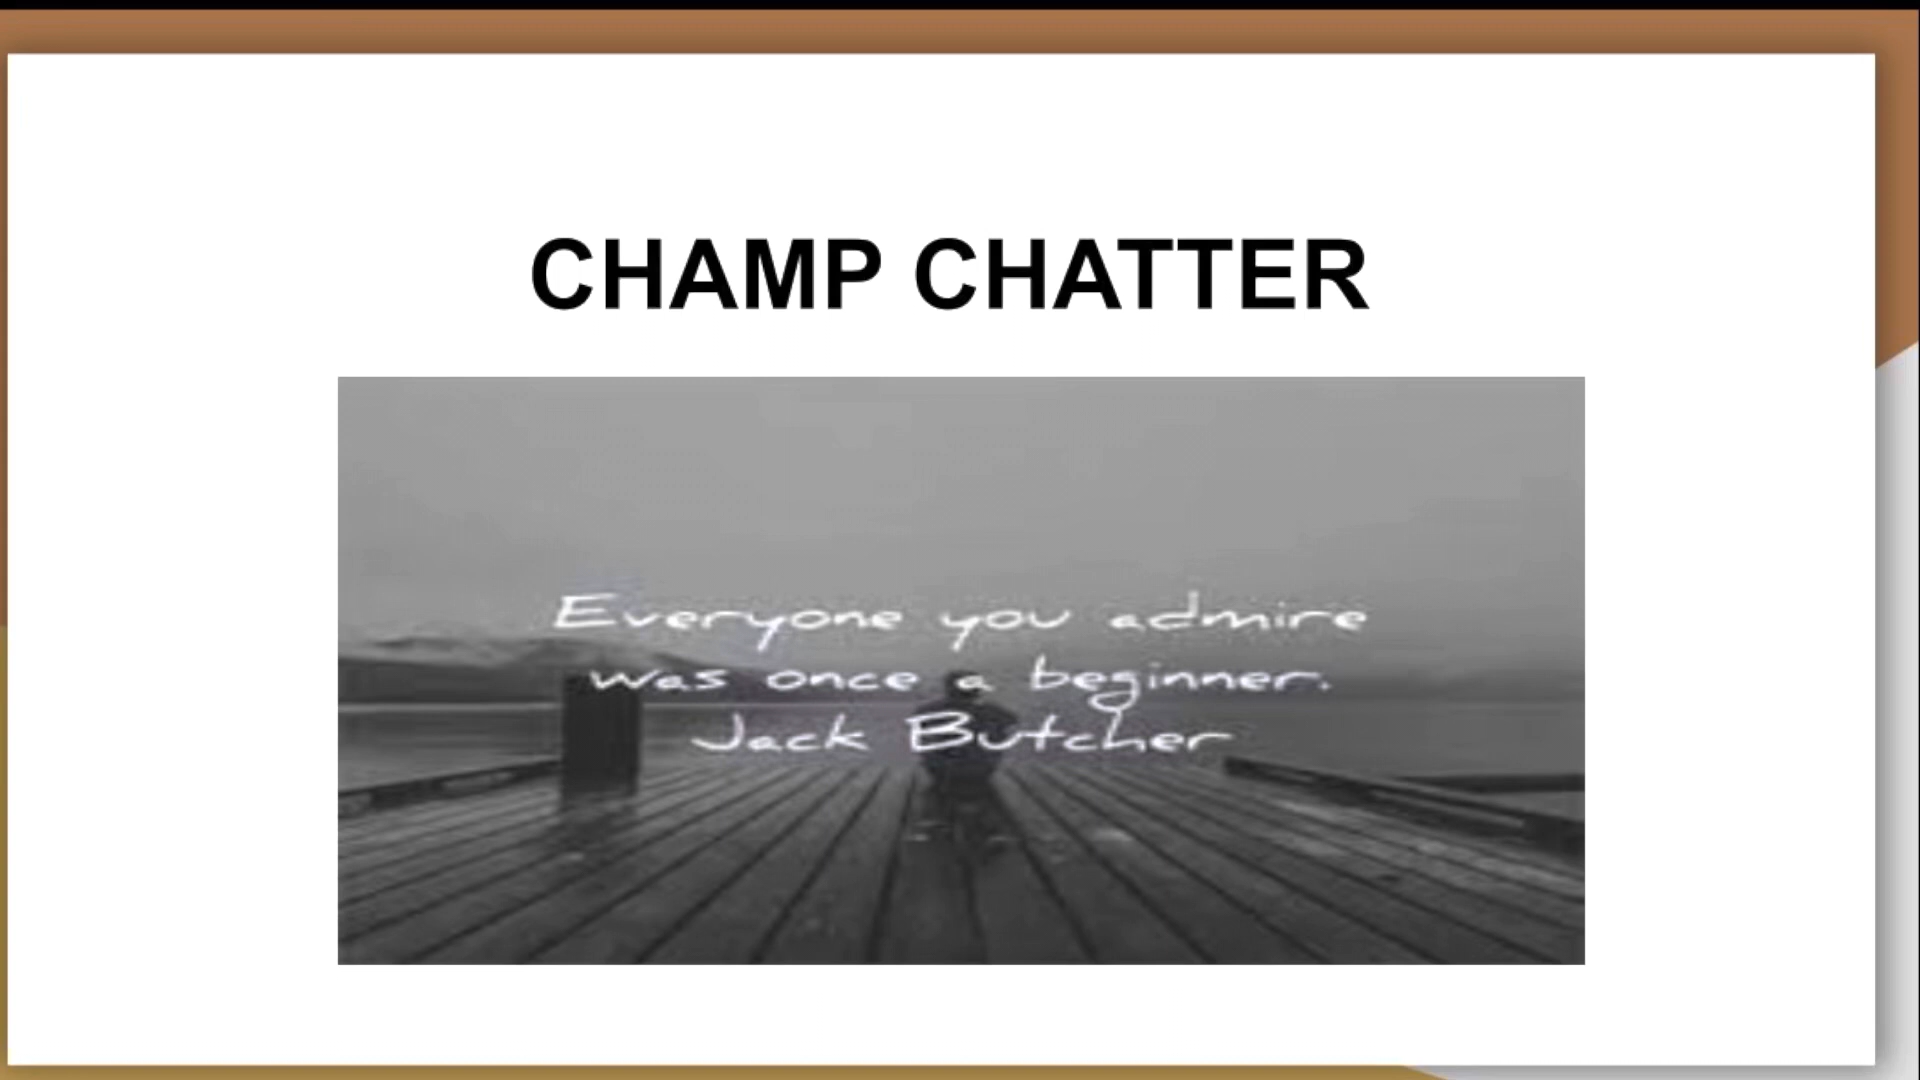 CHAMP CHATTER
Everyone you admire
was once a beginner.
Jack Butcher